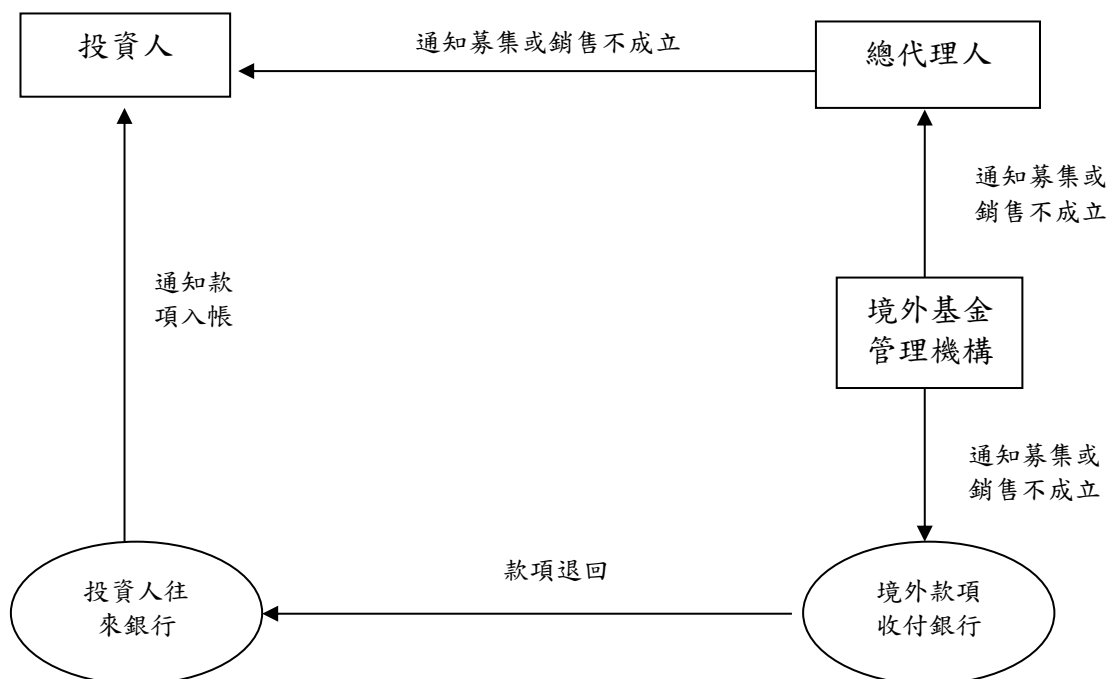 投資人
通知募集或銷售不成立
總代理人
通知募集或
銷售不成立
通知款
項入帳
境外基金
管理機構
通知募集或
銷售不成立
投資人往
來銀行
款項退回
境外款項
收付銀行